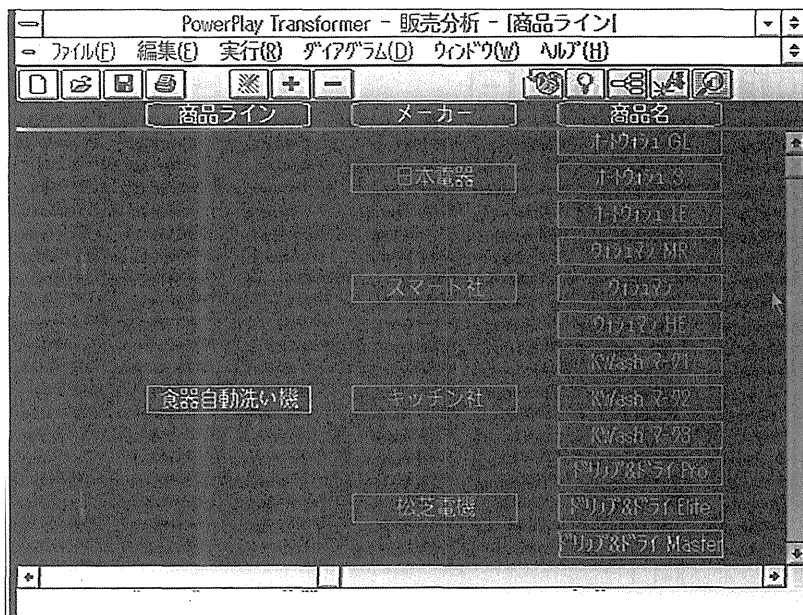 PowerPlay Transformer - 販売分析 - [商品ライン[
ファイル(F) 編集(E) 実行(R) ダイアグラム(D) ウィンドウ(W) ヘルプ(H)
商品ライン メーカー 商品名
オートウォッシュ GL
日本電器 オートウォッシュ S
オートウォッシュ LE
ウォッシュマン MR
スマート社 ウォッシュマン
ウォッシュマン HE
KWash マーク1
食器自動洗い機 キッチン社 KWash マーク2
KWash マーク3
ドリップ&ドライ Pro
松芝電機 ドリップ&ドライ Elite
ドリップ&ドライ Master